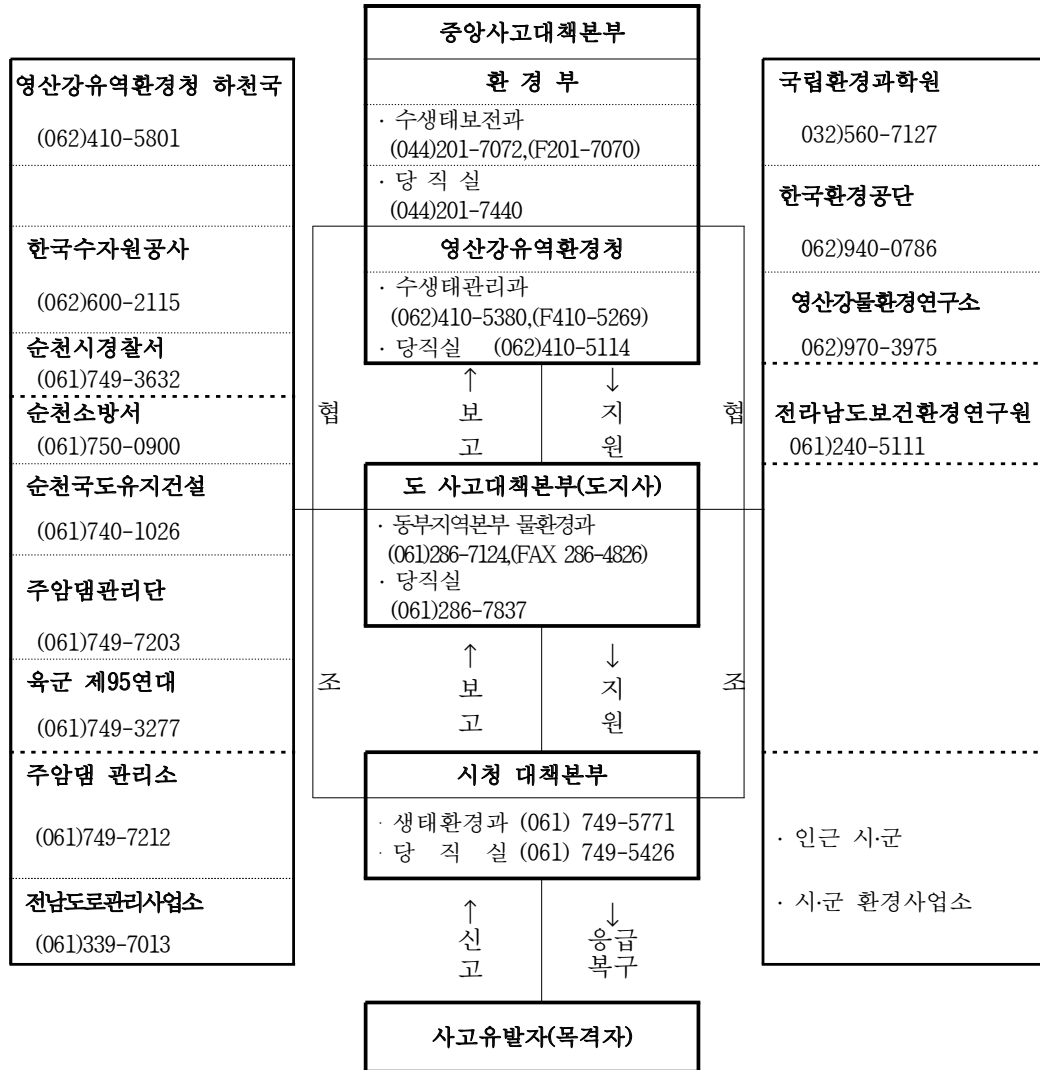 영산강유역환경청 하천국
(062)410-5801
한국수자원공사
(062)600-2115
순천시경찰서
(061)749-3632
순천소방서
(061)750-0900
순천국도유지건설
(061)740-1026
주암댐관리단
(061)749-7203
육군 제95연대
(061)749-3277
주암댐 관리소
(061)749-7212
전남도로관리사업소
(061)339-7013
중앙사고대책본부
환 경 부
· 수생태보전과
(044)201-7072,(F201-7070)
· 당 직 실
(044)201-7440
영산강유역환경청
· 수생태관리과
(062)410-5380,(F410-5269)
· 당직실 (062)410-5114
↑ ↓
협 보 지 협
고 원
도 사고대책본부(도지사)
· 동부지역본부 물환경과
(061)286-7124,(FAX 286-4826)
· 당직실
(061)286-7837
↑ ↓
조 보 지 조
고 원
시청 대책본부
· 생태환경과 (061) 749-5771
· 당 직 실 (061) 749-5426
↑ ↓
신 응급
고 복구
사고유발자(목격자)
국립환경과학원
032)560-7127
한국환경공단
062)940-0786
영산강물환경연구소
062)970-3975
전라남도보건환경연구원
061)240-5111
· 인근 시·군
· 시·군 환경사업소